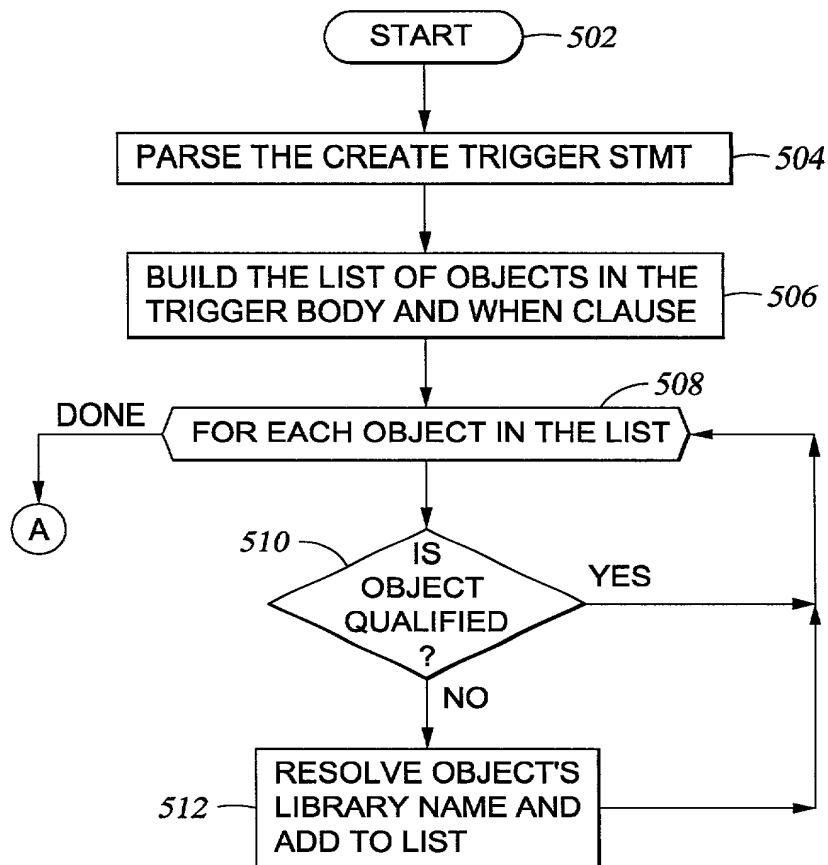 START
502
PARSE THE CREATE TRIGGER STMT
504
BUILD THE LIST OF OBJECTS IN THE
TRIGGER BODY AND WHEN CLAUSE
506
508
DONE
FOR EACH OBJECT IN THE LIST
A
510
IS
OBJECT
QUALIFIED
?
YES
NO
512
RESOLVE OBJECT'S
LIBRARY NAME AND
ADD TO LIST